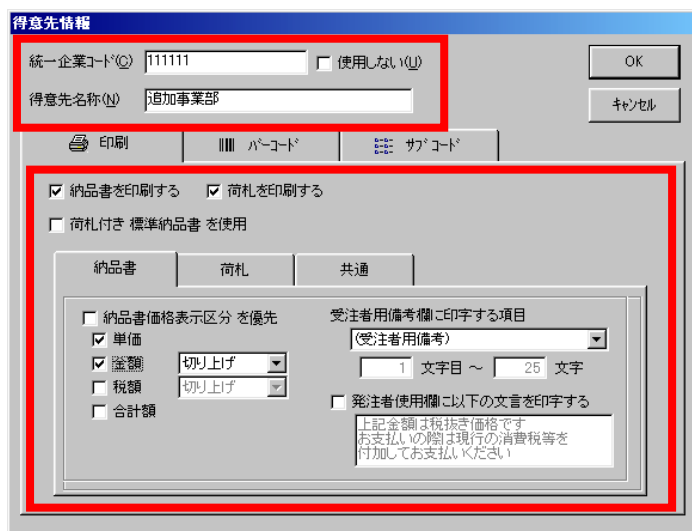 得意先情報
統一企業ｺｰﾄﾞ(C) 111111 使用しない(U) OK
得意先名称(N) 追加事業部 ｷｬﾝｾﾙ
印刷 ﾊﾞｰｺｰﾄﾞ ｻﾌﾞｺｰﾄﾞ
納品書を印刷する 荷札を印刷する
荷札付き 標準納品書 を使用
納品書 荷札 共通
納品書価格表示区分 を優先
単価
金額 切り上げ
税額 切り上げ
合計額
受注者用備考欄に印字する項目
(受注者用備考)
1 文字目 ～ 25 文字
発注者使用欄に以下の文言を印字する
上記金額は税抜き価格です
お支払いの際は現行の消費税等を
付加してお支払いください